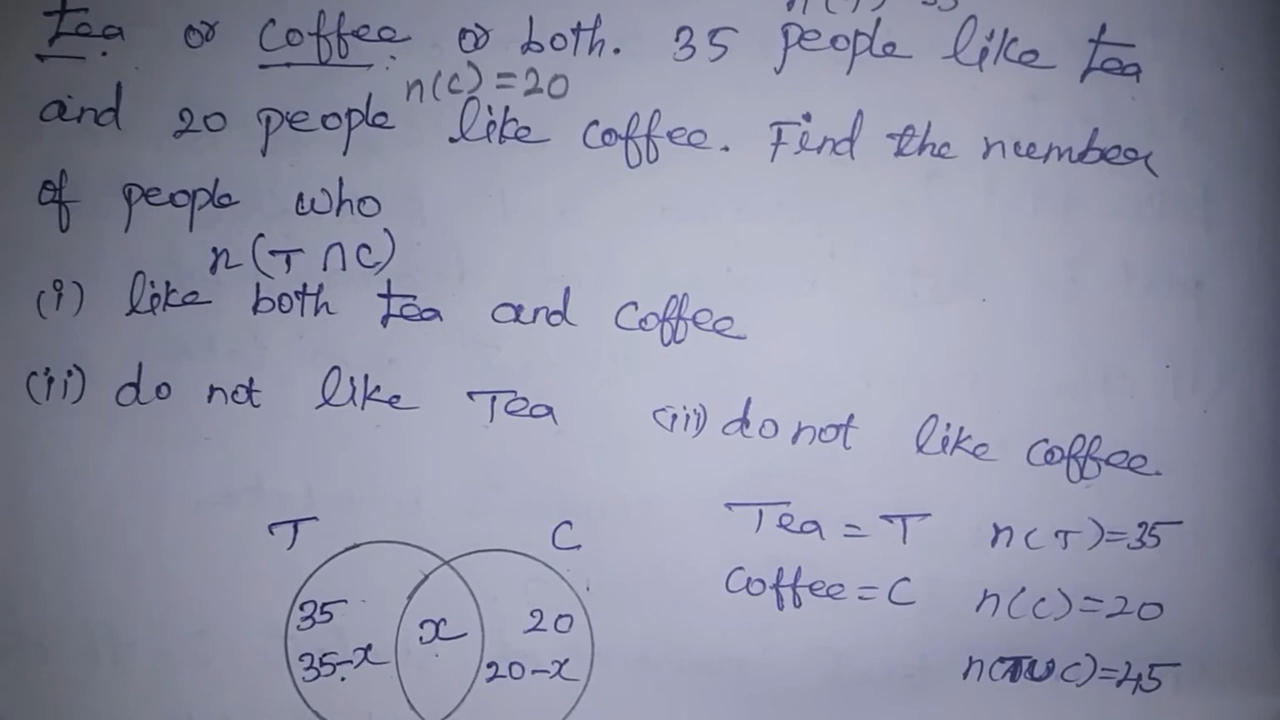 Tea or coffee or both. 35 people like tea
n(c)=20
and 20 people like coffee. Find the number
of people who
n(T∩C)
(i) like both tea and coffee
(ii) do not like Tea (iii) do not like coffee.
T C
Tea = T n(T)=35
Coffee = C n(c)=20
35 x 20
35-x 20-x
n(TUC)=45